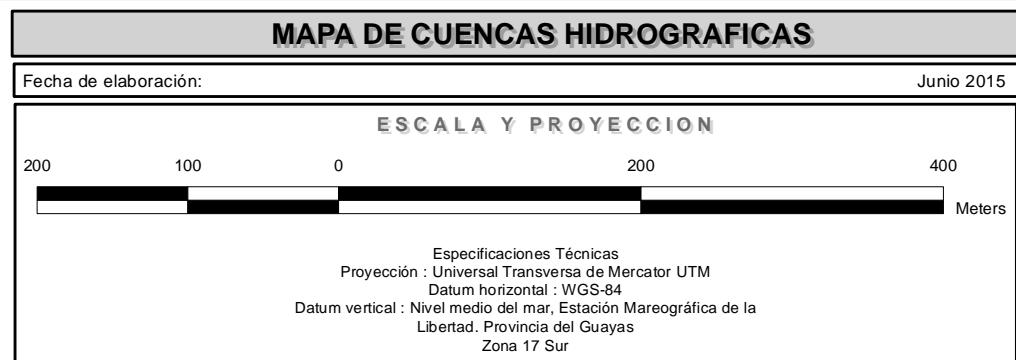 MAPA DE CUENCAS HIDROGRAFICAS
Fecha de elaboración: Junio 2015
ESCALA Y PROYECCION
200 100 0 200 400
Meters
Especificaciones Técnicas
Proyección : Universal Transversa de Mercator UTM
Datum horizontal : WGS-84
Datum vertical : Nivel medio del mar, Estación Mareográfica de la
Libertad. Provincia del Guayas
Zona 17 Sur